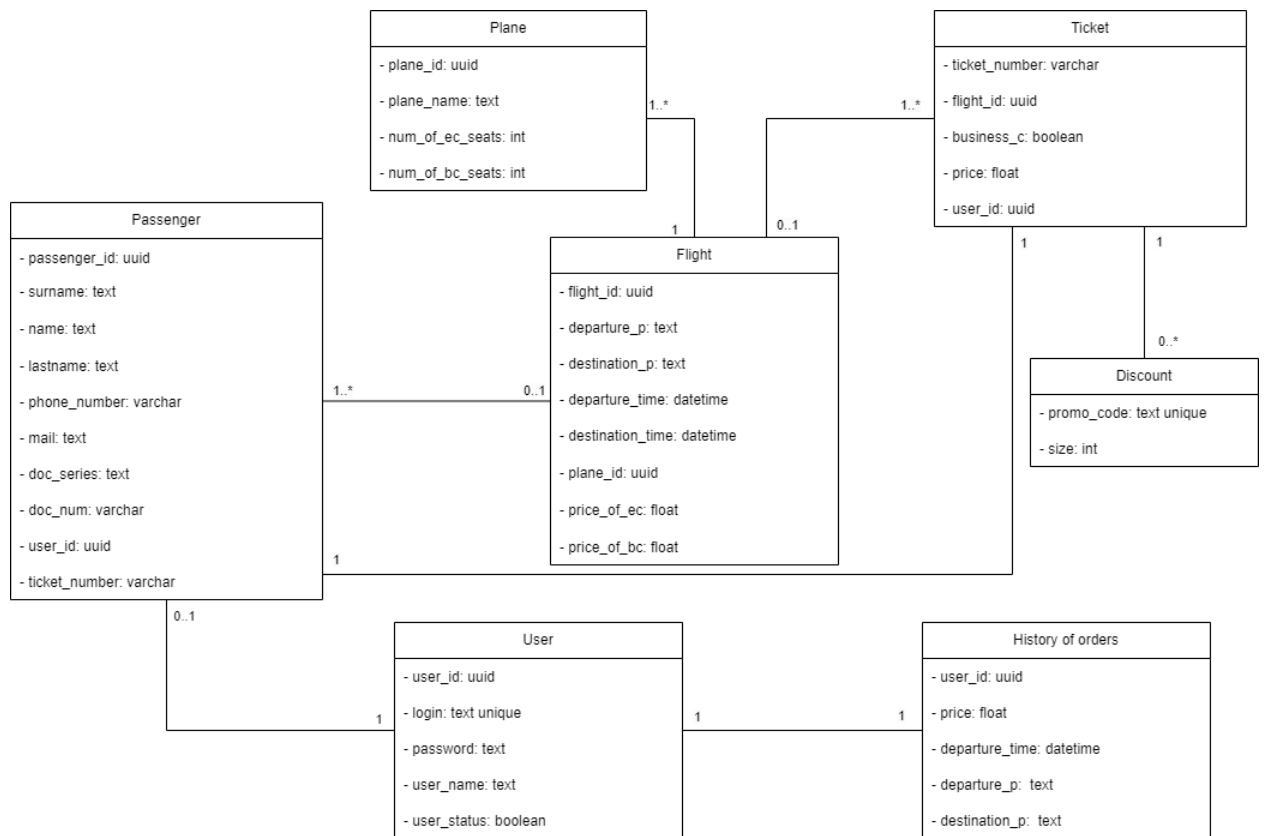 Plane
- plane_id: uuid
- plane_name: text
- num_of_ec_seats: int
- num_of_bc_seats: int
1..*
1
Ticket
- ticket_number: varchar
- flight_id: uuid
- business_c: boolean
- price: float
- user_id: uuid
1..*
0..1
1
1
Passenger
- passenger_id: uuid
- surname: text
- name: text
- lastname: text
- phone_number: varchar
- mail: text
- doc_series: text
- doc_num: varchar
- user_id: uuid
- ticket_number: varchar
1..*
0..1
1
0..1
Flight
- flight_id: uuid
- departure_p: text
- destination_p: text
- departure_time: datetime
- destination_time: datetime
- plane_id: uuid
- price_of_ec: float
- price_of_bc: float
0..*
Discount
- promo_code: text unique
- size: int
User
- user_id: uuid
- login: text unique
- password: text
- user_name: text
- user_status: boolean
1
1
1
History of orders
- user_id: uuid
- price: float
- departure_time: datetime
- departure_p: text
- destination_p: text